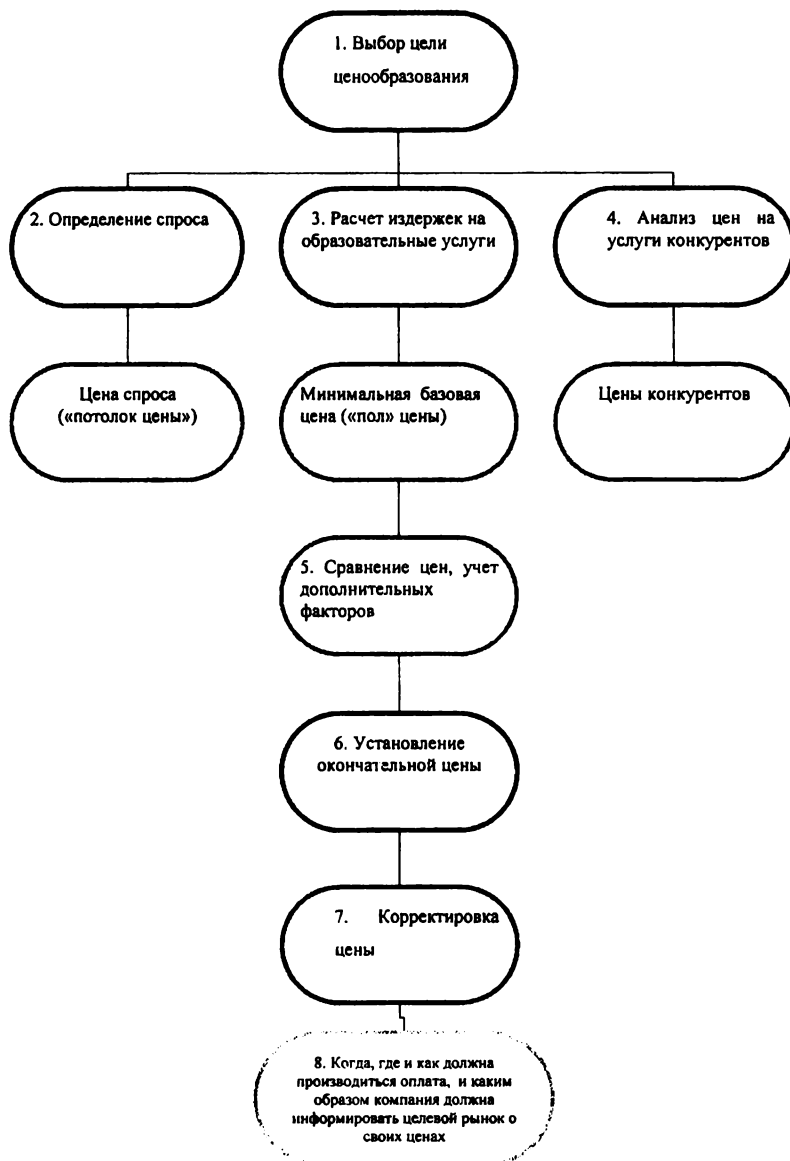 1. Выбор цели
ценообразования
2. Определение спроса
3. Расчет издержек на
образовательные услуги
4. Анализ цен на
услуги конкурентов
Цена спроса
(«потолок цены»)
Минимальная базовая
цена («пол» цены)
Цены конкурентов
5. Сравнение цен, учет
дополнительных
факторов
6. Установление
окончательной цены
7. Корректировка
цены
8. Когда, где и как должна
производиться оплата, и каким
образом компания должна
информировать целевой рынок о
своих ценах